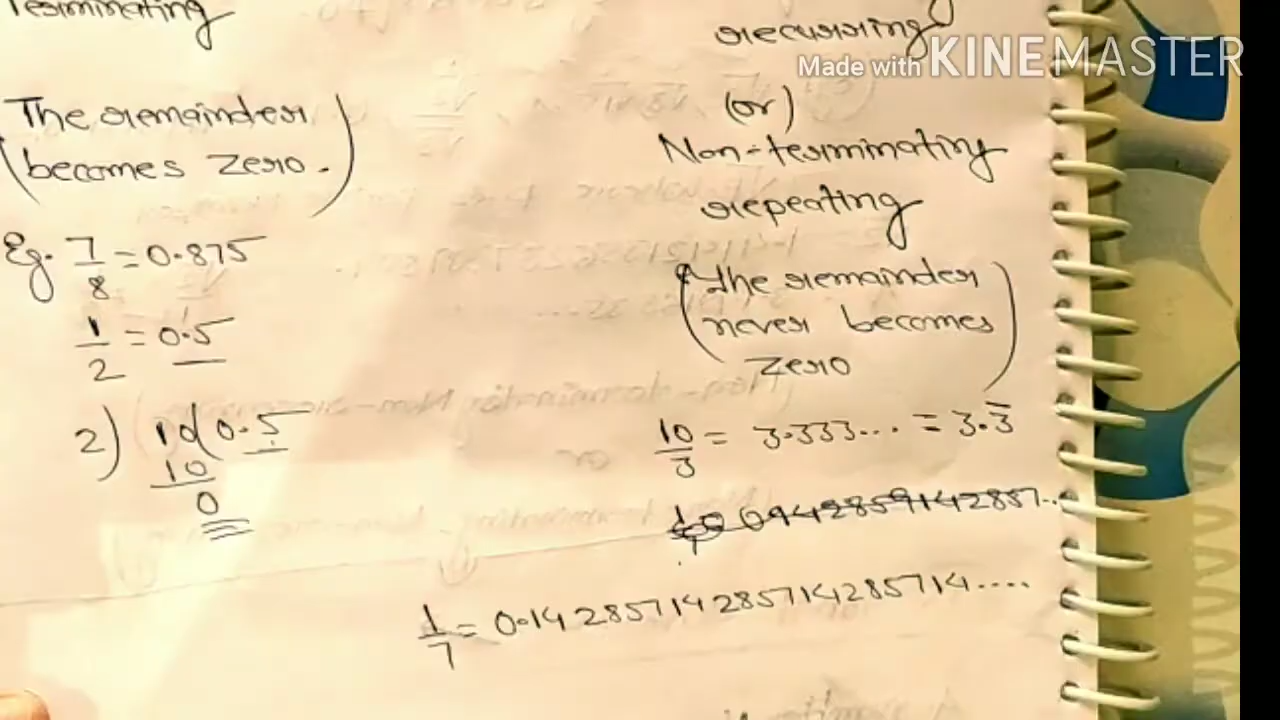 Terminating
(The remainder
becomes zero.)
Eg. 7/8 = 0.875
1/2 = 0.5
2) 10 (0.5
10
0
recurring
(or)
Non-terminating
repeating
(The remainder
never becomes
zero)
10/3 = 3.333... = 3.3̅
1/7 = 0.14285714285714285714....
Made with KINEMASTER